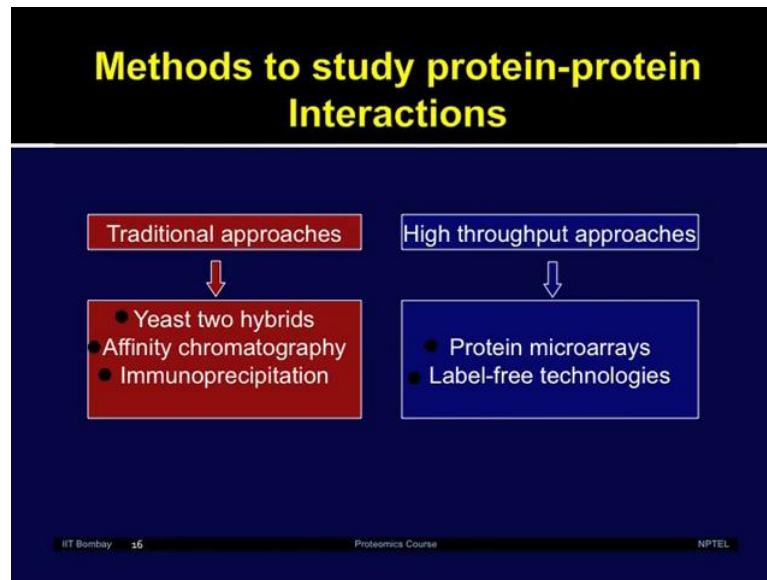 Methods to study protein-protein
Interactions
Traditional approaches
Yeast two hybrids
Affinity chromatography
Immunoprecipitation
High throughput approaches
Protein microarrays
Label-free technologies
IIT Bombay 16 Proteomics Course NPTEL